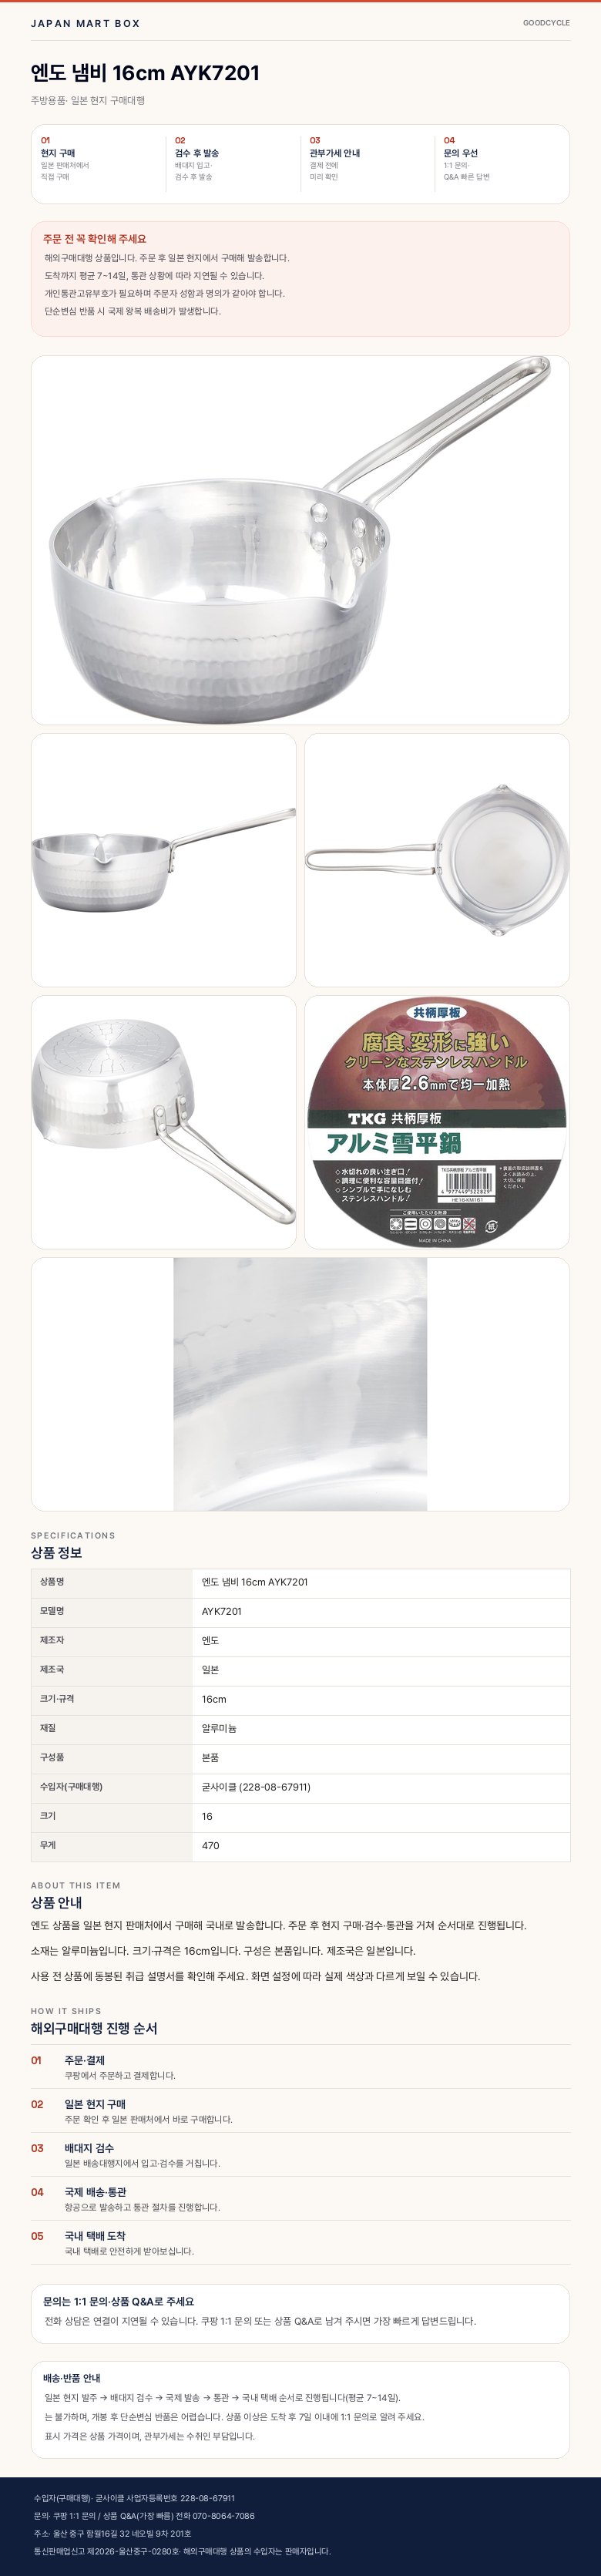 JAPAN MART BOX
GOODCYCLE
엔도 냄비 16cm AYK7201
주방용품· 일본 현지 구매대행
01
현지 구매
일본 판매처에서
직접 구매
02
검수 후 발송
배대지 입고·
검수 후 발송
03
관부가세 안내
결제 전에
미리 확인
04
문의 우선
1:1 문의·
Q&A 빠른 답변
주문 전 꼭 확인해 주세요
해외구매대행 상품입니다. 주문 후 일본 현지에서 구매해 발송합니다.
도착까지 평균 7~14일, 통관 상황에 따라 지연될 수 있습니다.
개인통관고유부호가 필요하며 주문자 성함과 명의가 같아야 합니다.
단순변심 반품 시 국제 왕복 배송비가 발생합니다.
共柄厚板
腐食、変形に強い
クリーンなステンレスハンドル
本体厚2.6mmで均一加熱
TKG 共柄厚板
アルミ雪平鍋
◇水切れの良い注ぎ口!
◇調理に便利な容量目盛付!
◇シンプルで手になじむ
ステンレスハンドル!
TKG共柄厚板 アルミ雪平鍋
4977449522829
MADE IN CHINA
SPECIFICATIONS
상품 정보
상품명 엔도 냄비 16cm AYK7201
모델명 AYK7201
제조자 엔도
제조국 일본
크기·규격 16cm
재질 알루미늄
구성품 본품
수입자(구매대행) 굳사이클 (228-08-67911)
크기 16
무게 470
ABOUT THIS ITEM
상품 안내
엔도 상품을 일본 현지 판매처에서 구매해 국내로 발송합니다. 주문 후 현지 구매·검수·통관을 거쳐 순서대로 진행됩니다.
소재는 알루미늄입니다. 크기·규격은 16cm입니다. 구성은 본품입니다. 제조국은 일본입니다.
사용 전 상품에 동봉된 취급 설명서를 확인해 주세요. 화면 설정에 따라 실제 색상과 다르게 보일 수 있습니다.
HOW IT SHIPS
해외구매대행 진행 순서
01 주문·결제
쿠팡에서 주문하고 결제합니다.
02 일본 현지 구매
주문 확인 후 일본 판매처에서 바로 구매합니다.
03 배대지 검수
일본 배송대행지에서 입고·검수를 거칩니다.
04 국제 배송·통관
항공으로 발송하고 통관 절차를 진행합니다.
05 국내 택배 도착
국내 택배로 안전하게 받아보십니다.
문의는 1:1 문의·상품 Q&A로 주세요
전화 상담은 연결이 지연될 수 있습니다. 쿠팡 1:1 문의 또는 상품 Q&A로 남겨 주시면 가장 빠르게 답변드립니다.
배송·반품 안내
일본 현지 발주 → 배대지 검수 → 국제 발송 → 통관 → 국내 택배 순서로 진행됩니다(평균 7~14일).
는 불가하며, 개봉 후 단순변심 반품은 어렵습니다. 상품 이상은 도착 후 7일 이내에 1:1 문의로 알려 주세요.
표시 가격은 상품 가격이며, 관부가세는 수취인 부담입니다.
수입자(구매대행)· 굳사이클 사업자등록번호 228-08-67911
문의· 쿠팡 1:1 문의 / 상품 Q&A(가장 빠름) 전화 070-8064-7086
주소· 울산 중구 함월16길 32 네오빌 9차 201호
통신판매업신고 제2026-울산중구-0280호· 해외구매대행 상품의 수입자는 판매자입니다.